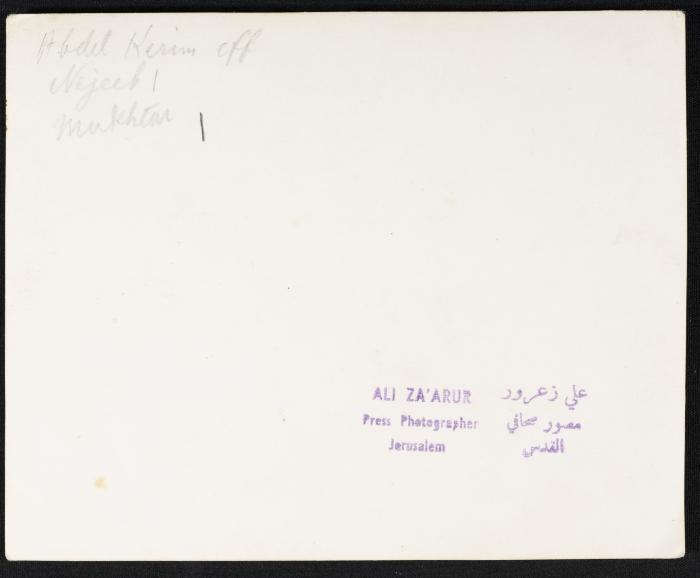 Abdel Kerim eff
Nejeeb
Mukhtar
ALI ZA'ARUR
Press Photographer
Jerusalem
علي زعرور
مصور صحافي
القدس